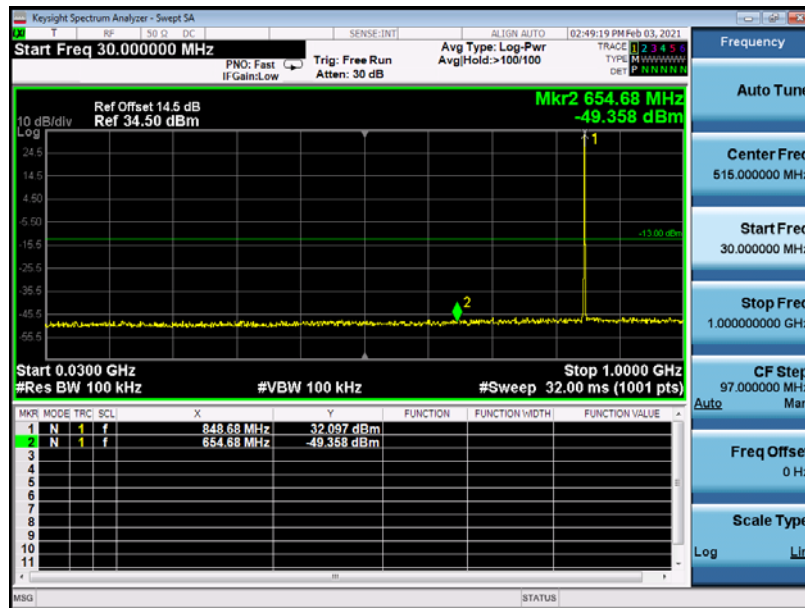 Keysight Spectrum Analyzer - Swept SA
T RF 50 Ω DC SENSE:INT ALIGN AUTO 02:49:19 PM Feb 03, 2021
Start Freq 30.000000 MHz
PNO: Fast
IFGain:Low
Trig: Free Run
Atten: 30 dB
Avg Type: Log-Pwr
Avg|Hold:>100/100
TRACE 1 2 3 4 5 6
TYPE M WWWWW
DET P N N N N N
Frequency
Auto Tune
Center Freq
515.000000 MHz
Start Freq
30.000000 MHz
Stop Freq
1.000000000 GHz
CF Step
97.000000 MHz
Auto Man
Freq Offset
0 Hz
Scale Type
Log Lin
Mkr2 654.68 MHz
-49.358 dBm
Ref Offset 14.5 dB
10 dB/div Ref 34.50 dBm
Log
24.5
14.5
4.50
-5.50
-15.5
-25.5
-35.5
-45.5
-55.5
1
-13.00 dBm
2
Start 0.0300 GHz Stop 1.0000 GHz
#Res BW 100 kHz #VBW 100 kHz #Sweep 32.00 ms (1001 pts)
MKR MODE TRC SCL X Y FUNCTION FUNCTION WIDTH FUNCTION VALUE
1 N 1 f 848.68 MHz 32.097 dBm
2 N 1 f 654.68 MHz -49.358 dBm
3
4
5
6
7
8
9
10
11
MSG STATUS